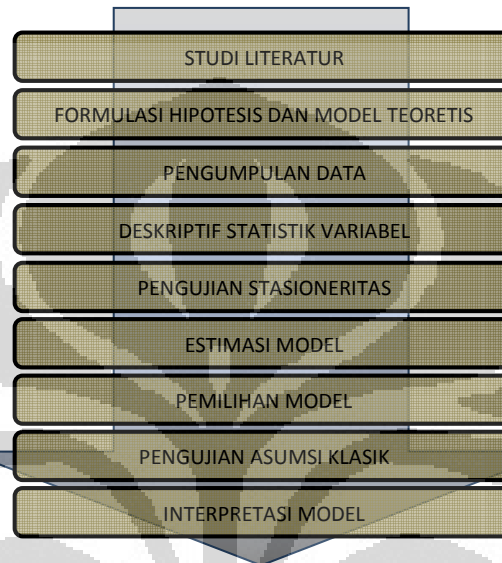 STUDI LITERATUR
FORMULASI HIPOTESIS DAN MODEL TEORETIS
PENGUMPULAN DATA
DESKRIPTIF STATISTIK VARIABEL
PENGUJIAN STASIONERITAS
ESTIMASI MODEL
PEMILIHAN MODEL
PENGUJIAN ASUMSI KLASIK
INTERPRETASI MODEL